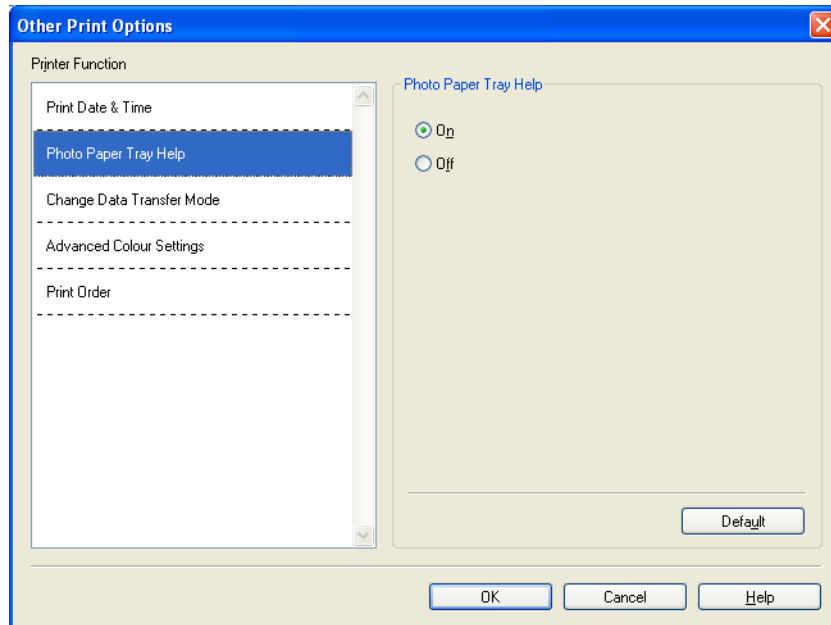 Other Print Options
Printer Function
Print Date & Time
Photo Paper Tray Help
Change Data Transfer Mode
Advanced Colour Settings
Print Order
Photo Paper Tray Help
On
Off
Default
OK
Cancel
Help